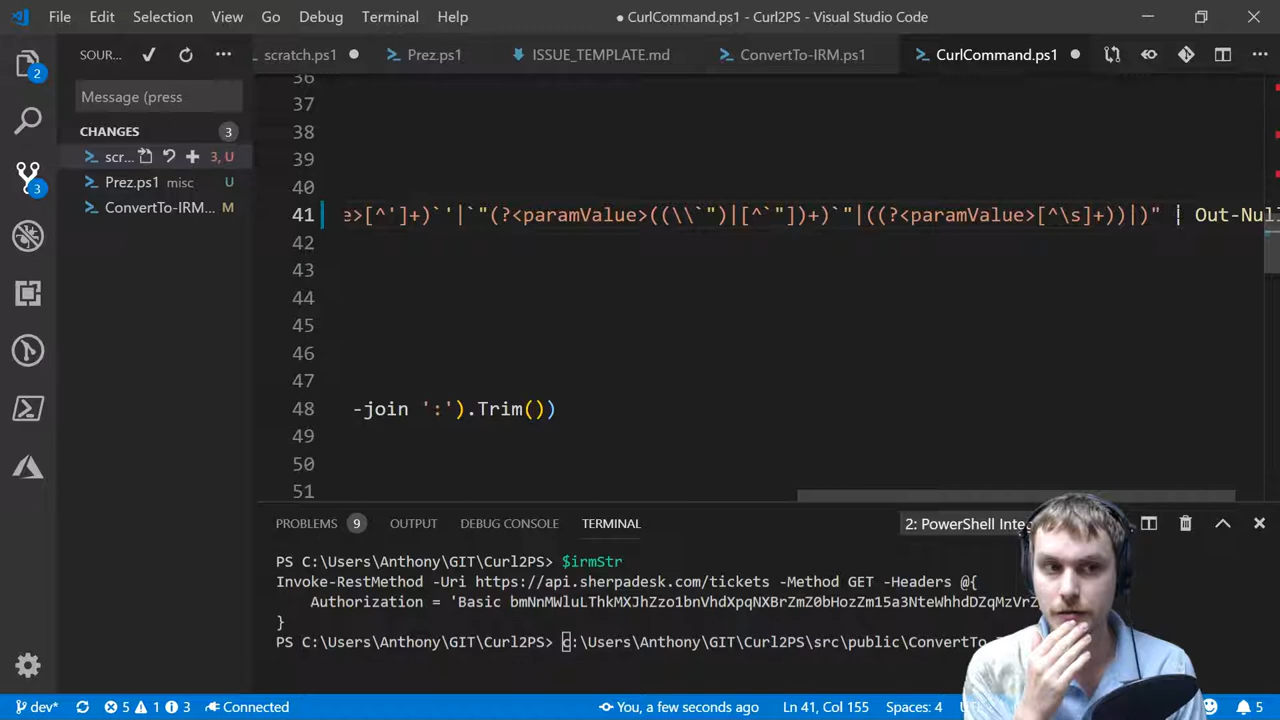 File Edit Selection View Go Debug Terminal Help
● CurlCommand.ps1 - Curl2PS - Visual Studio Code
SOUR...
scratch.ps1
Prez.ps1
ISSUE_TEMPLATE.md
ConvertTo-IRM.ps1
CurlCommand.ps1
2
Message (press
CHANGES 3
scr... 3, U
Prez.ps1 misc U
ConvertTo-IRM... M
3
36
37
38
39
40
41 e>[^']+)`'|`"(?<paramValue>((\\`")|[^`"])+)`"|((?<paramValue>[^\s]+))|)" | Out-Nul
42
43
44
45
46
47
48 -join ':').Trim())
49
50
51
PROBLEMS 9 OUTPUT DEBUG CONSOLE TERMINAL
2: PowerShell Inte
PS C:\Users\Anthony\GIT\Curl2PS> $irmStr
Invoke-RestMethod -Uri https://api.sherpadesk.com/tickets -Method GET -Headers @{
Authorization = 'Basic
}
PS C:\Users\Anthony\GIT\Curl2PS> c:\Users\Anthony\GIT\Curl2PS\src\public\ConvertTo-
dev* 5 1 3 Connected
You, a few seconds ago
Ln 41, Col 155
Spaces: 4
5